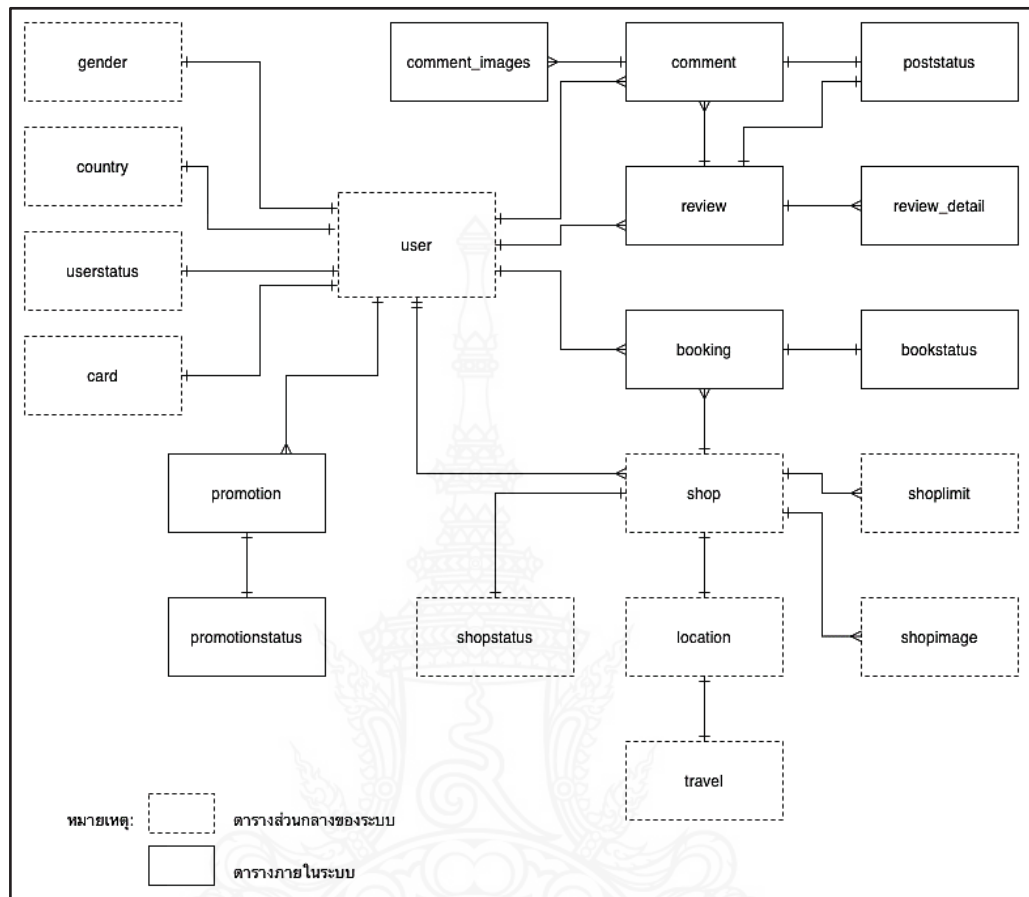 gender
comment_images
comment
poststatus
country
review
review_detail
user
userstatus
booking
bookstatus
card
promotion
shop
shoplimit
promotionstatus
shopstatus
location
shopimage
travel
หมายเหตุ:
ตารางส่วนกลางของระบบ
ตารางภายในระบบ